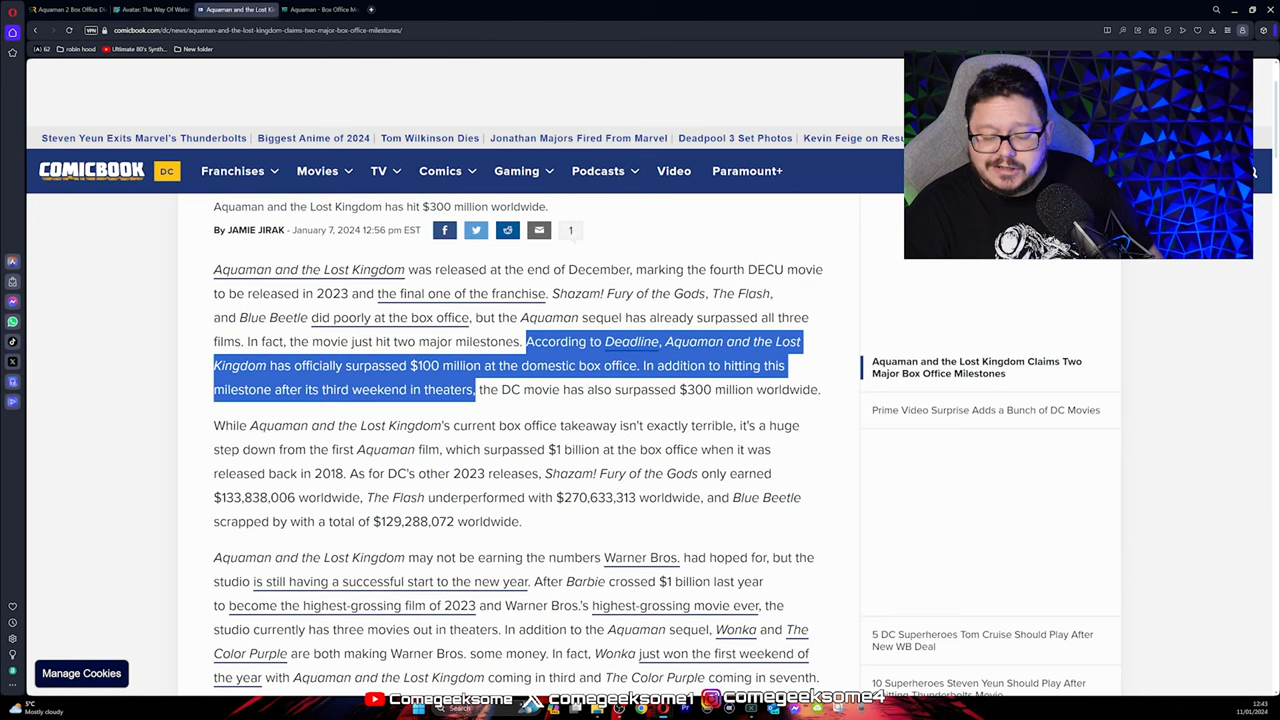 Aquaman 2 Box Office Di
Avatar: The Way Of Wate
Aquaman and the Lost Ki
Aquaman - Box Office Mo
VPN
comicbook.com/dc/news/aquaman-and-the-lost-kingdom-claims-two-major-box-office-milestones/
(A) 62
robin hood
Ultimate 80's Synth...
New folder
Steven Yeun Exits Marvel's Thunderbolts
Biggest Anime of 2024
Tom Wilkinson Dies
Jonathan Majors Fired From Marvel
Deadpool 3 Set Photos
Kevin Feige on Resu
COMICBOOK
DC
Franchises
Movies
TV
Comics
Gaming
Podcasts
Video
Paramount+
Aquaman and the Lost Kingdom has hit $300 million worldwide.
By JAMIE JIRAK - January 7, 2024 12:56 pm EST
1
Aquaman and the Lost Kingdom was released at the end of December, marking the fourth DECU movie
to be released in 2023 and the final one of the franchise. Shazam! Fury of the Gods, The Flash,
and Blue Beetle did poorly at the box office, but the Aquaman sequel has already surpassed all three
films. In fact, the movie just hit two major milestones. According to Deadline, Aquaman and the Lost
Kingdom has officially surpassed $100 million at the domestic box office. In addition to hitting this
milestone after its third weekend in theaters, the DC movie has also surpassed $300 million worldwide.
While Aquaman and the Lost Kingdom's current box office takeaway isn't exactly terrible, it's a huge
step down from the first Aquaman film, which surpassed $1 billion at the box office when it was
released back in 2018. As for DC's other 2023 releases, Shazam! Fury of the Gods only earned
$133,838,006 worldwide, The Flash underperformed with $270,633,313 worldwide, and Blue Beetle
scrapped by with a total of $129,288,072 worldwide.
Aquaman and the Lost Kingdom may not be earning the numbers Warner Bros. had hoped for, but the
studio is still having a successful start to the new year. After Barbie crossed $1 billion last year
to become the highest-grossing film of 2023 and Warner Bros.'s highest-grossing movie ever, the
studio currently has three movies out in theaters. In addition to the Aquaman sequel, Wonka and The
Color Purple are both making Warner Bros. some money. In fact, Wonka just won the first weekend of
the year with Aquaman and the Lost Kingdom coming in third and The Color Purple coming in seventh.
Aquaman and the Lost Kingdom Claims Two
Major Box Office Milestones
Prime Video Surprise Adds a Bunch of DC Movies
5 DC Superheroes Tom Cruise Should Play After
New WB Deal
10 Superheroes Steven Yeun Should Play After
Exiting Thunderbolts Movie
Manage Cookies
Comegeeksome
comegeeksome1
comegeeksome4
5°C
Mostly cloudy
Search
12:43
11/01/2024